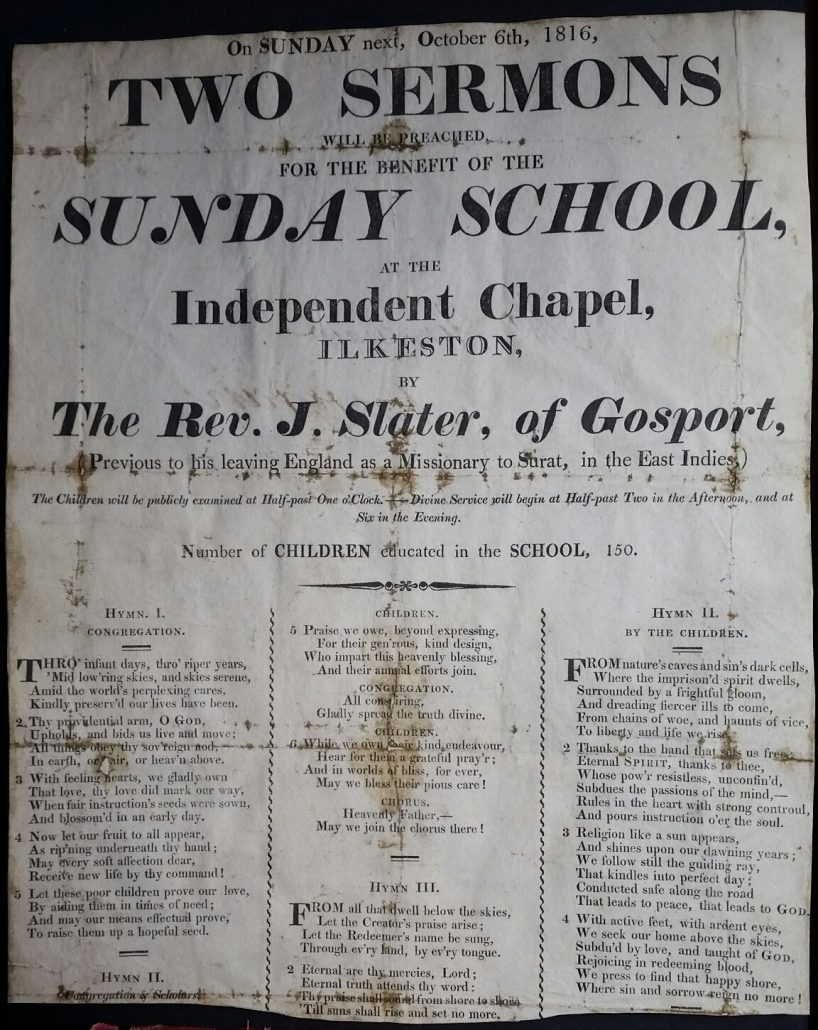 On SUNDAY next, October 6th, 1816,
TWO SERMONS
WILL BE PREACHED,
FOR THE BENEFIT OF THE
SUNDAY SCHOOL,
AT THE
Independent Chapel,
ILKESTON,
BY
The Rev. J. Slater, of Gosport,
(Previous to his leaving England as a Missionary to Surat, in the East Indies,)
The Children will be publicly examined at Half-past One o'Clock.——Divine Service will begin at Half-past Two in the Afternoon, and at
Six in the Evening.
Number of CHILDREN educated in the SCHOOL, 150.
HYMN. I.
CONGREGATION.
THRO' infant days, thro' riper years,
'Mid low'ring skies, and skies serene,
Amid the world's perplexing cares,
Kindly preserv'd our lives have been.
2 Thy providential arm, O GOD,
Upholds, and bids us live and move;
All things obey thy sov'reign nod,
In earth, or air, or heav'n above.
3 With feeling hearts, we gladly own
That love, thy love did mark our way,
When fair instruction's seeds were sown,
And blossom'd in an early day.
4 Now let our fruit to all appear,
As rip'ning underneath thy hand;
May every soft affection dear,
Receive new life by thy command!
5 Let these poor children prove our love,
By aiding them in times of need;
And may our means effectual prove,
To raise them up a hopeful seed.
HYMN II.
Congregation & Scholars.
CHILDREN.
5 Praise we owe, beyond expressing,
For their gen'rous, kind design,
Who impart this heavenly blessing,
And their annual efforts join.
CONGREGATION.
All conspiring,
Gladly spread the truth divine.
CHILDREN.
6 While we own their kind endeavour,
Hear for them a grateful pray'r;
And in worlds of bliss, for ever,
May we bless their pious care!
CHORUS.
Heavenly Father,—
May we join the chorus there!
HYMN III.
FROM all that dwell below the skies,
Let the Creator's praise arise;
Let the Redeemer's name be sung,
Through ev'ry land, by ev'ry tongue.
2 Eternal are thy mercies, Lord;
Eternal truth attends thy word:
Thy praise shall sound from shore to shore
'Till suns shall rise and set no more.
HYMN II.
BY THE CHILDREN.
FROM nature's caves and sin's dark cells,
Where the imprison'd spirit dwells,
Surrounded by a frightful gloom,
And dreading fiercer ills to come,
From chains of woe, and haunts of vice,
To liberty and life we rise.
2 Thanks to the hand that sets us free;
Eternal SPIRIT, thanks to thee,
Whose pow'r resistless, unconfin'd,
Subdues the passions of the mind,—
Rules in the heart with strong controul,
And pours instruction o'er the soul.
3 Religion like a sun appears,
And shines upon our dawning years;
We follow still the guiding ray,
That kindles into perfect day;
Conducted safe along the road
That leads to peace, that leads to GOD.
4 With active feet, with ardent eyes,
We seek our home above the skies,
Subdu'd by love, and taught of GOD,
Rejoicing in redeeming blood,
We press to find that happy shore,
Where sin and sorrow reign no more!